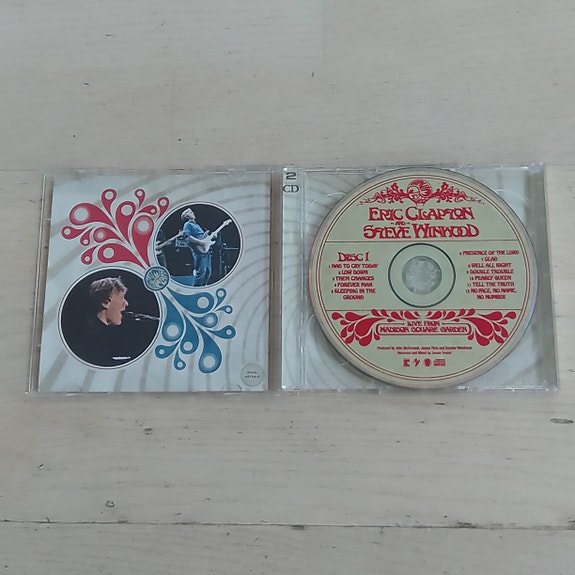 2
CD
ERIC CLAPTON
AND
STEVE WINWOOD
DISC 1
1 HAD TO CRY TODAY
2 LOW DOWN
3 THEM CHANGES
4 FOREVER MAN
5 SLEEPING IN THE
GROUND
6 PRESENCE OF THE LORD
7 GLAD
8 WELL ALL RIGHT
9 DOUBLE TROUBLE
10 PEARLY QUEEN
11 TELL THE TRUTH
12 NO FACE, NO NAME,
NO NUMBER
LIVE FROM
MADISON SQUARE GARDEN